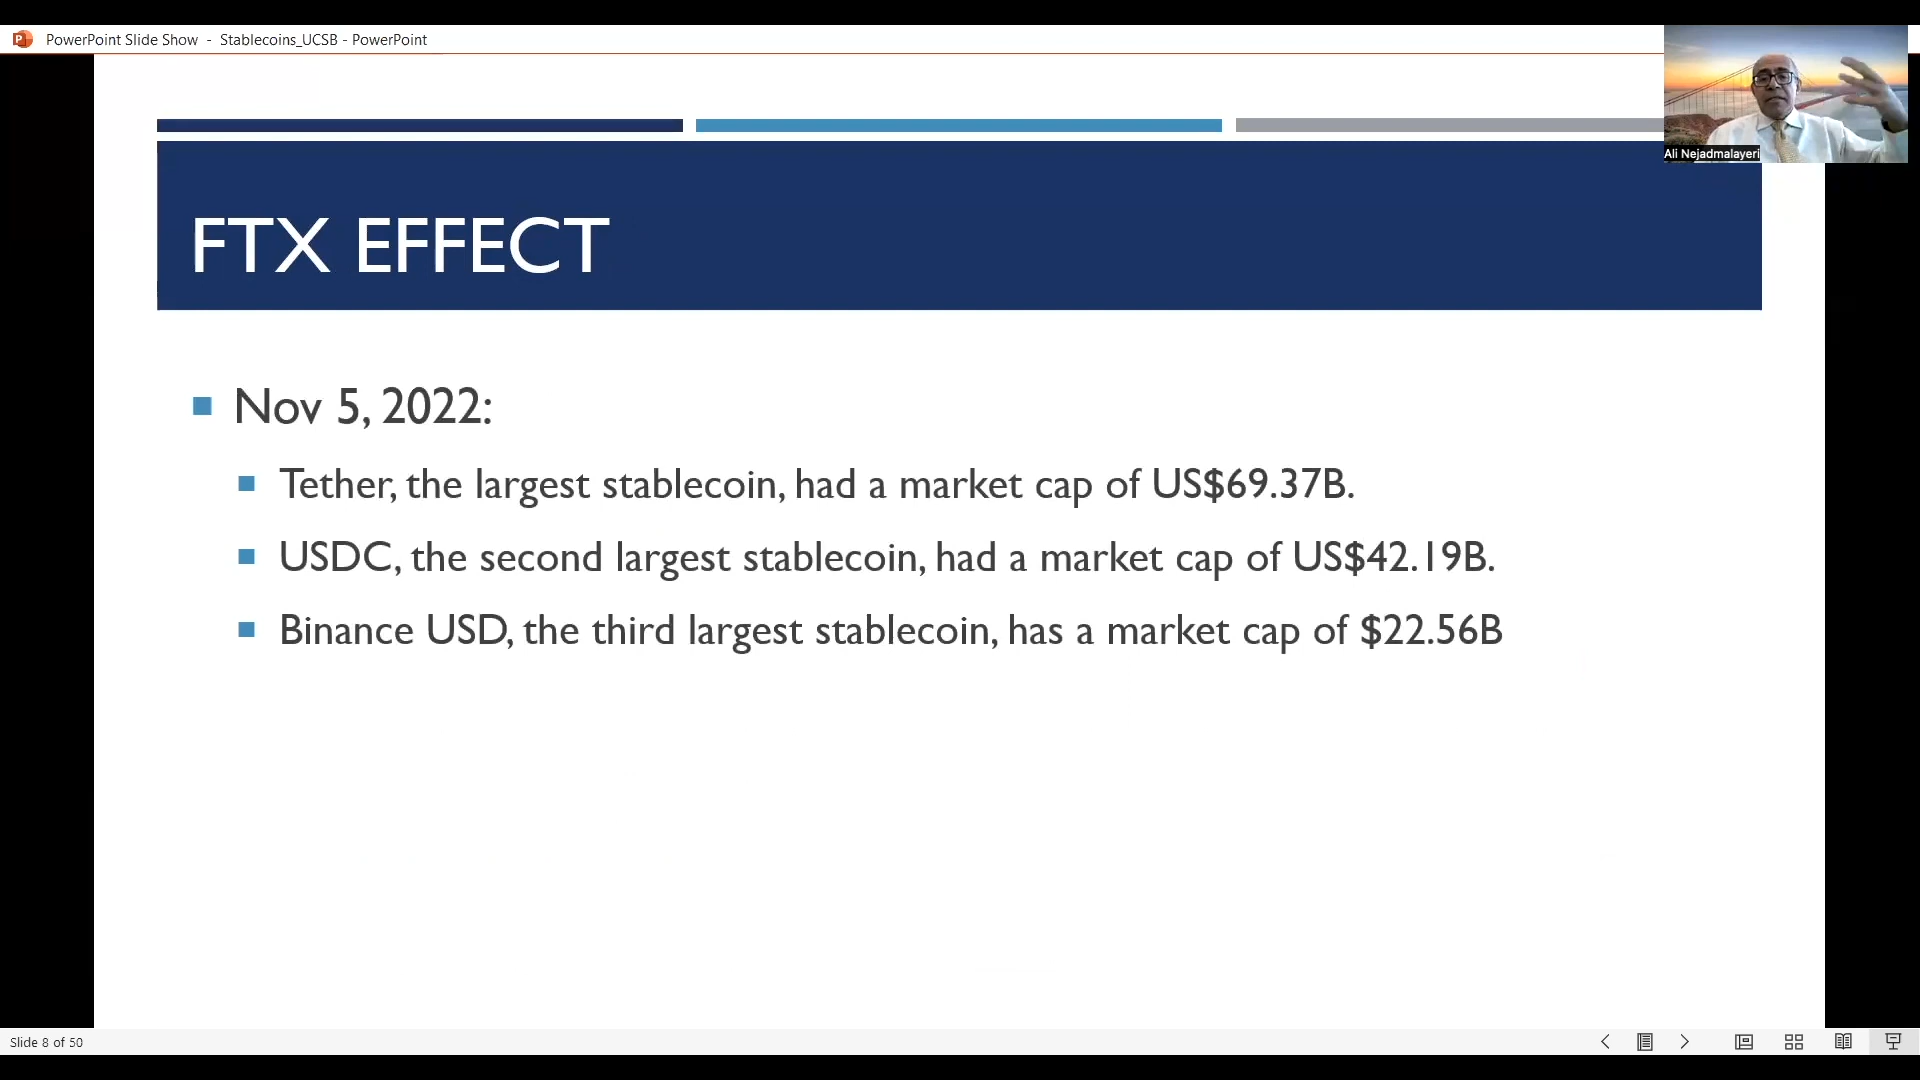 PowerPoint Slide Show - Stablecoins_UCSB - PowerPoint
Ali Nejadmalayeri
FTX EFFECT
Nov 5, 2022:
Tether, the largest stablecoin, had a market cap of US$69.37B.
USDC, the second largest stablecoin, had a market cap of US$42.19B.
Binance USD, the third largest stablecoin, has a market cap of $22.56B
Slide 8 of 50